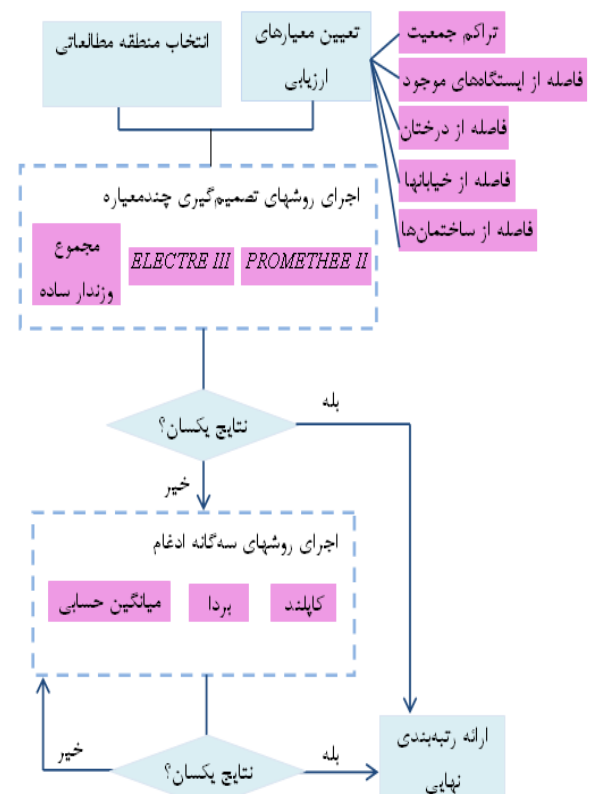 انتخاب منطقه مطالعاتی
تعیین معیارهای
ارزیابی
تراکم جمعیت
فاصله از ایستگاه‌های موجود
فاصله از درختان
فاصله از خیابانها
فاصله از ساختمان‌ها
اجرای روشهای تصمیم‌گیری چندمعیاره
PROMETHEE II
ELECTRE III
مجموع
وزندار ساده
نتایج یکسان؟
بله
خیر
اجرای روشهای سه‌گانه ادغام
کاپلند
بردا
میانگین حسابی
نتایج یکسان؟
بله
خیر
ارائه رتبه‌بندی
نهایی